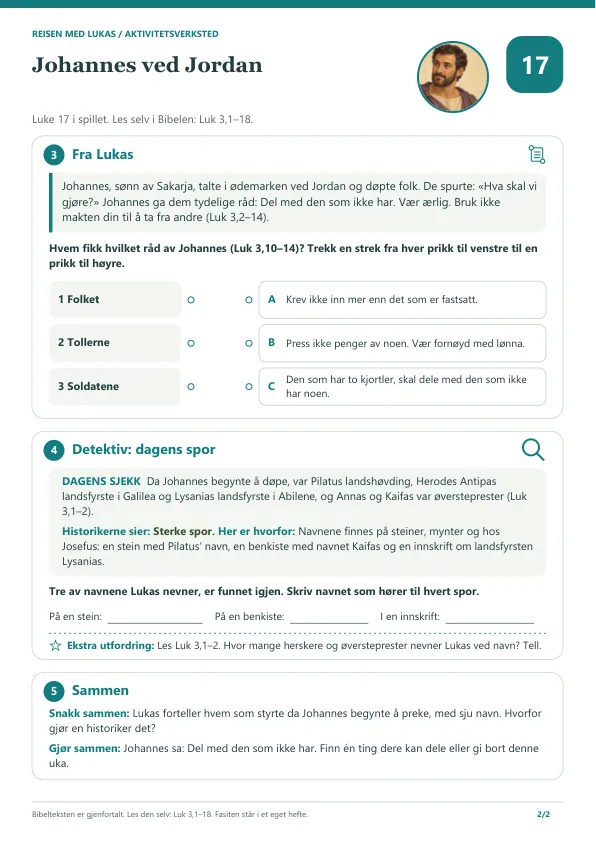 REISEN MED LUKAS / AKTIVITETSVERKSTED
Johannes ved Jordan
17
Luke 17 i spillet. Les selv i Bibelen: Luk 3,1–18.
3 Fra Lukas
Johannes, sønn av Sakarja, talte i ødemarken ved Jordan og døpte folk. De spurte: «Hva skal vi
gjøre?» Johannes ga dem tydelige råd: Del med den som ikke har. Vær ærlig. Bruk ikke
makten din til å ta fra andre (Luk 3,2–14).
Hvem fikk hvilket råd av Johannes (Luk 3,10–14)? Trekk en strek fra hver prikk til venstre til en
prikk til høyre.
1 Folket
A Krev ikke inn mer enn det som er fastsatt.
2 Tollerne
B Press ikke penger av noen. Vær fornøyd med lønna.
3 Soldatene
C Den som har to kjortler, skal dele med den som ikke
har noen.
4 Detektiv: dagens spor
DAGENS SJEKK Da Johannes begynte å døpe, var Pilatus landshøvding, Herodes Antipas
landsfyrste i Galilea og Lysanias landsfyrste i Abilene, og Annas og Kaifas var øversteprester (Luk
3,1–2).
Historikerne sier: Sterke spor. Her er hvorfor: Navnene finnes på steiner, mynter og hos
Josefus: en stein med Pilatus’ navn, en benkiste med navnet Kaifas og en innskrift om landsfyrsten
Lysanias.
Tre av navnene Lukas nevner, er funnet igjen. Skriv navnet som hører til hvert spor.
På en stein: På en benkiste: I en innskrift:
Ekstra utfordring: Les Luk 3,1–2. Hvor mange herskere og øversteprester nevner Lukas ved navn? Tell.
5 Sammen
Snakk sammen: Lukas forteller hvem som styrte da Johannes begynte å preke, med sju navn. Hvorfor
gjør en historiker det?
Gjør sammen: Johannes sa: Del med den som ikke har. Finn én ting dere kan dele eller gi bort denne
uka.
Bibelteksten er gjenfortalt. Les den selv: Luk 3,1–18. Fasiten står i et eget hefte.
2/2